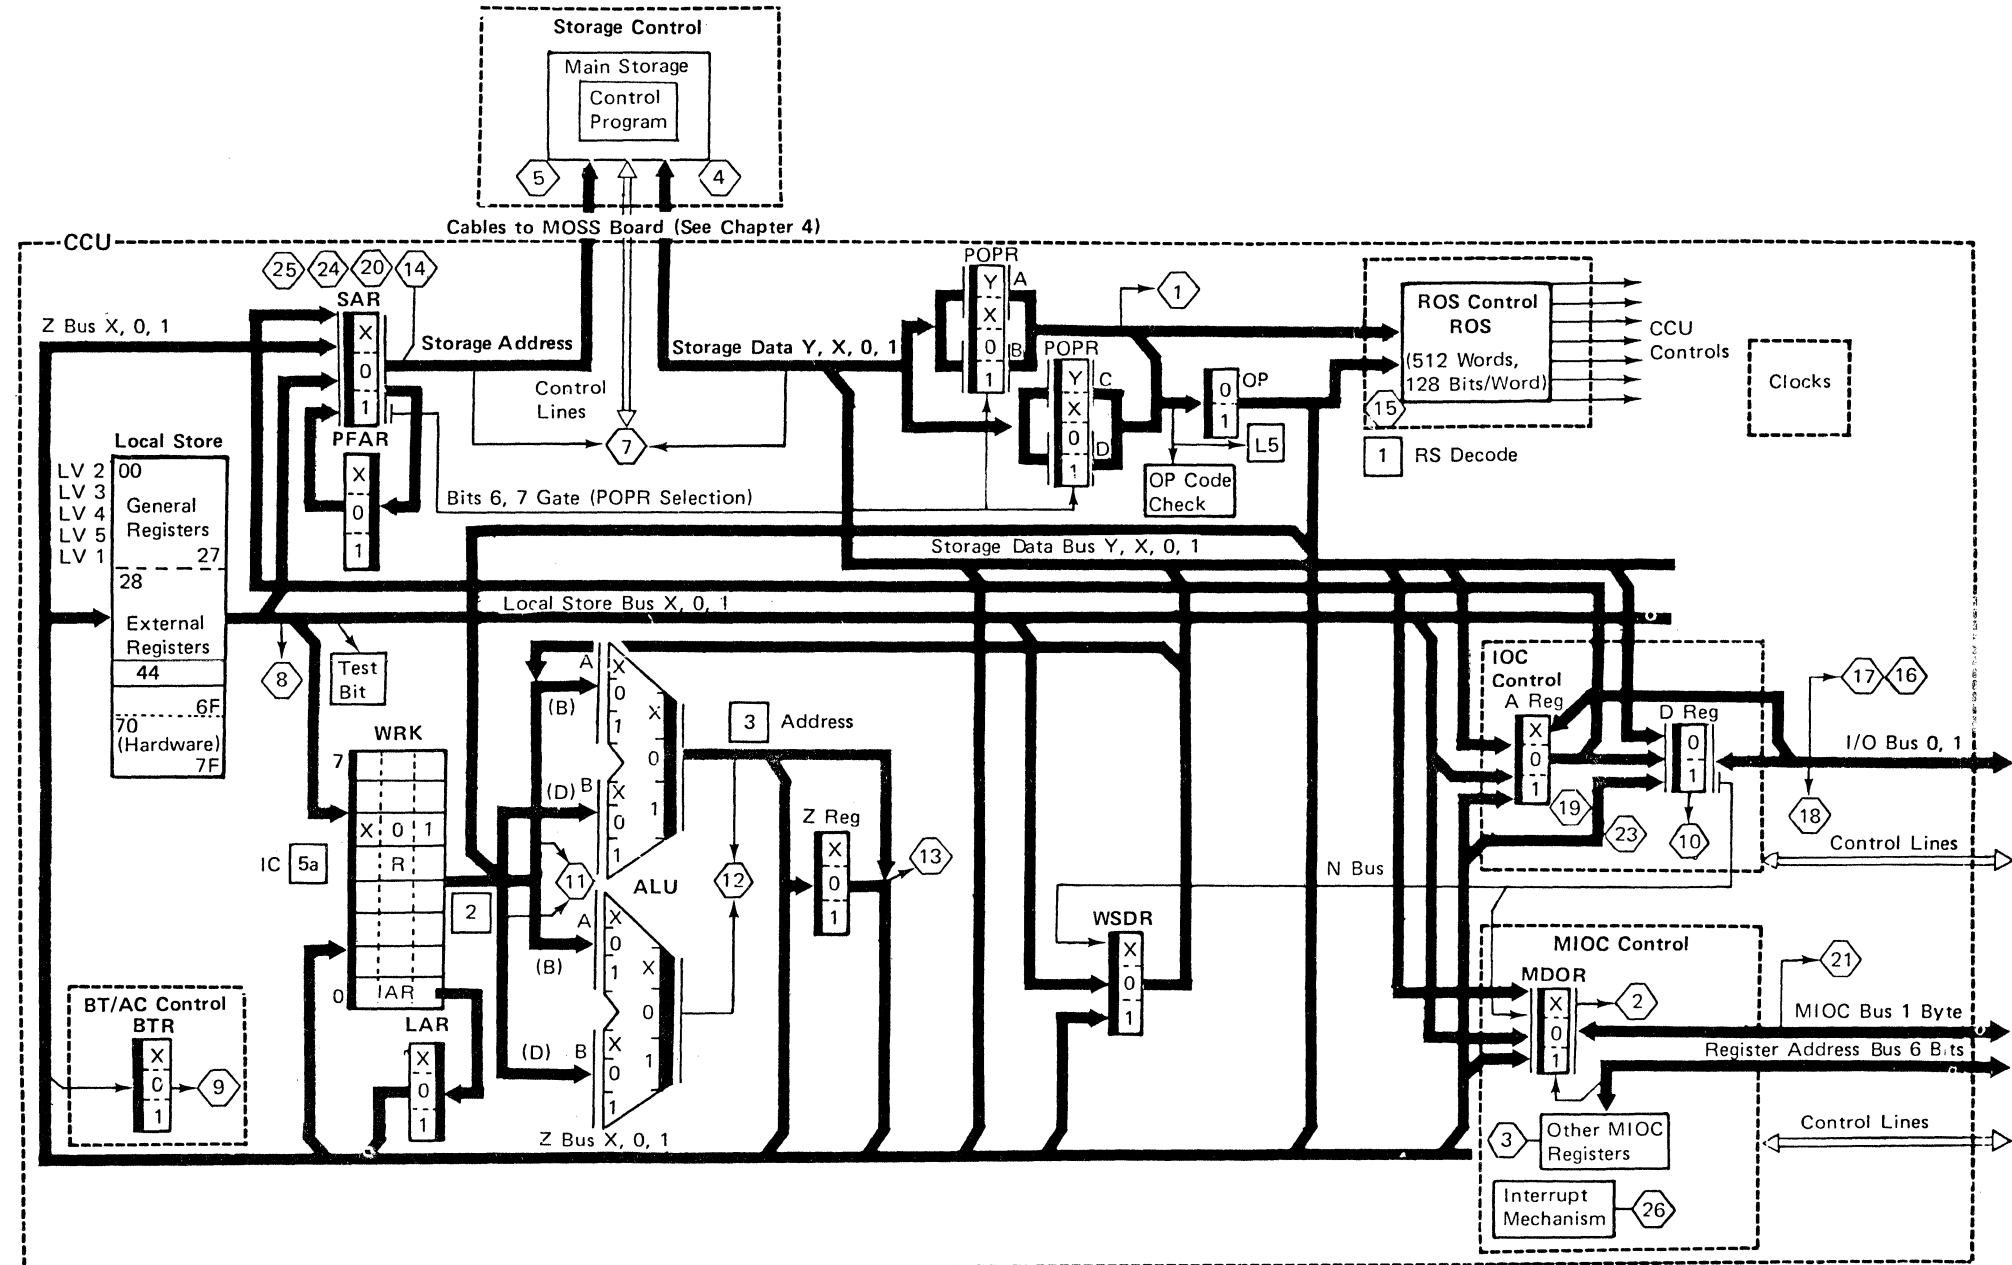 Storage Control
Main Storage
Control
Program
5
4
Cables to MOSS Board (See Chapter 4)
CCU
25
24
20
14
SAR
X
0
1
Z Bus X, 0, 1
Storage Address
Control
Lines
7
Storage Data Y, X, 0, 1
POPR
Y
X
0
1
A
B
1
POPR
Y
X
0
1
C
D
OP
0
1
L5
OP Code
Check
ROS Control
ROS
(512 Words,
128 Bits/Word)
15
1
RS Decode
CCU
Controls
Clocks
PFAR
X
0
1
Bits 6, 7 Gate (POPR Selection)
Local Store
LV 2
LV 3
LV 4
LV 5
LV 1
00
General
Registers
27
28
External
Registers
44
6F
70
(Hardware)
7F
Storage Data Bus Y, X, 0, 1
Local Store Bus X, 0, 1
8
Test
Bit
WRK
7
X 0 1
R
IAR
0
IC
5a
2
LAR
X
0
1
A
(B)
(D)
B
X
0
1
X
0
1
X
0
1
ALU
11
12
A
(B)
(D)
B
X
0
1
X
0
1
X
0
1
3
Address
Z Reg
X
0
1
13
WSDR
X
0
1
N Bus
IOC
Control
A Reg
X
0
1
D Reg
0
1
19
23
10
17
16
18
I/O Bus 0, 1
Control Lines
MIOC Control
MDOR
X
0
1
2
21
MIOC Bus 1 Byte
Register Address Bus 6 Bits
3
Other MIOC
Registers
Control Lines
Interrupt
Mechanism
26
BT/AC Control
BTR
X
0
1
9
Z Bus X, 0, 1